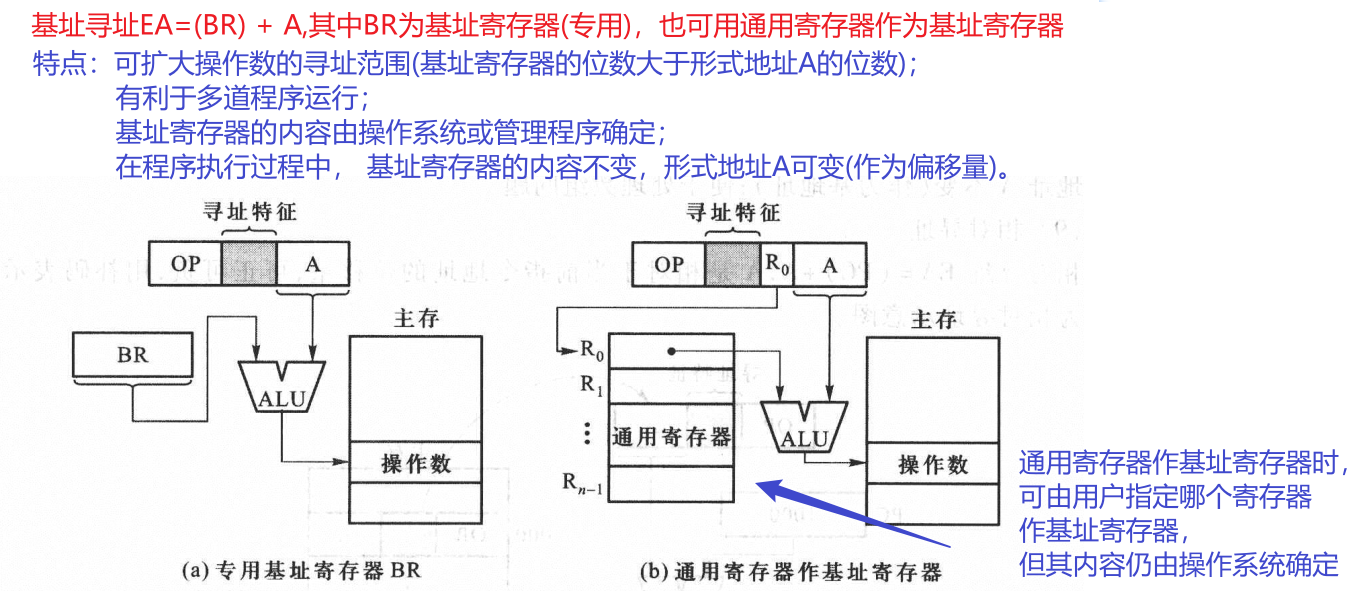 基址寻址EA=(BR) + A,其中BR为基址寄存器(专用)，也可用通用寄存器作为基址寄存器
特点：可扩大操作数的寻址范围(基址寄存器的位数大于形式地址A的位数)；
有利于多道程序运行；
基址寄存器的内容由操作系统或管理程序确定；
在程序执行过程中， 基址寄存器的内容不变，形式地址A可变(作为偏移量)。
寻址特征
OP
A
BR
ALU
主存
操作数
(a) 专用基址寄存器 BR
寻址特征
OP
R0
A
R0
R1
⋮
Rn-1
通用寄存器
ALU
主存
操作数
(b) 通用寄存器作基址寄存器
通用寄存器作基址寄存器时，
可由用户指定哪个寄存器
作基址寄存器，
但其内容仍由操作系统确定